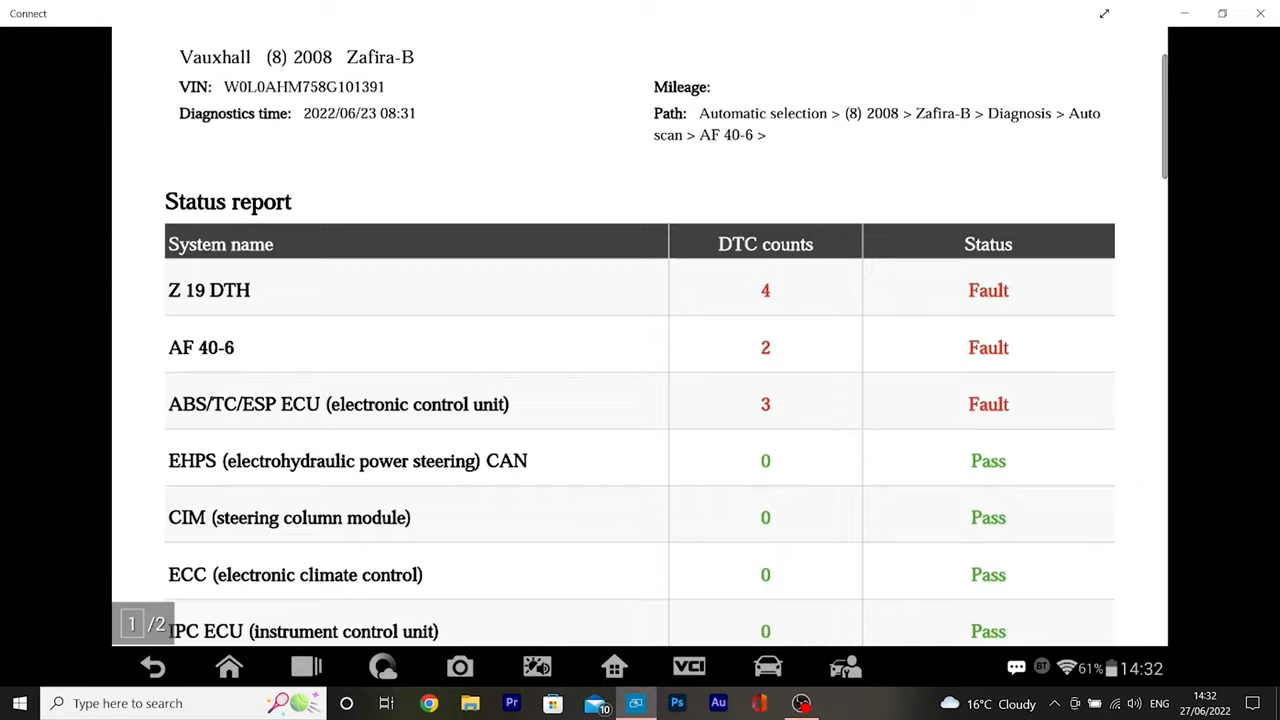 Connect
Vauxhall (8) 2008 Zafira-B
VIN: W0L0AHM758G101391
Mileage:
Diagnostics time: 2022/06/23 08:31
Path: Automatic selection > (8) 2008 > Zafira-B > Diagnosis > Auto
scan > AF 40-6 >
Status report
System name DTC counts Status
Z 19 DTH 4 Fault
AF 40-6 2 Fault
ABS/TC/ESP ECU (electronic control unit) 3 Fault
EHPS (electrohydraulic power steering) CAN 0 Pass
CIM (steering column module) 0 Pass
ECC (electronic climate control) 0 Pass
IPC ECU (instrument control unit) 0 Pass
1 /2
VCI BT 61% 14:32
Type here to search Pr 10 Ps Au 16°C Cloudy ENG 14:32
27/06/2022